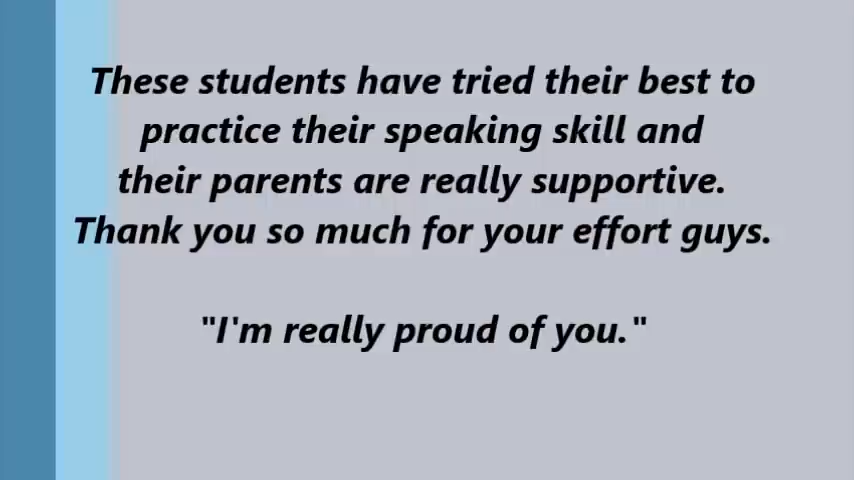 These students have tried their best to
practice their speaking skill and
their parents are really supportive.
Thank you so much for your effort guys.
"I'm really proud of you."